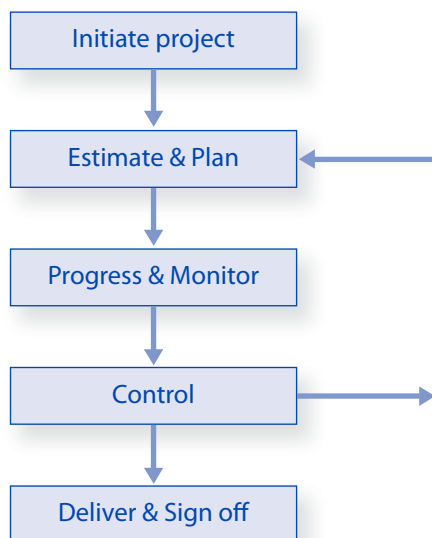 Initiate project
Estimate & Plan
Progress & Monitor
Control
Deliver & Sign off